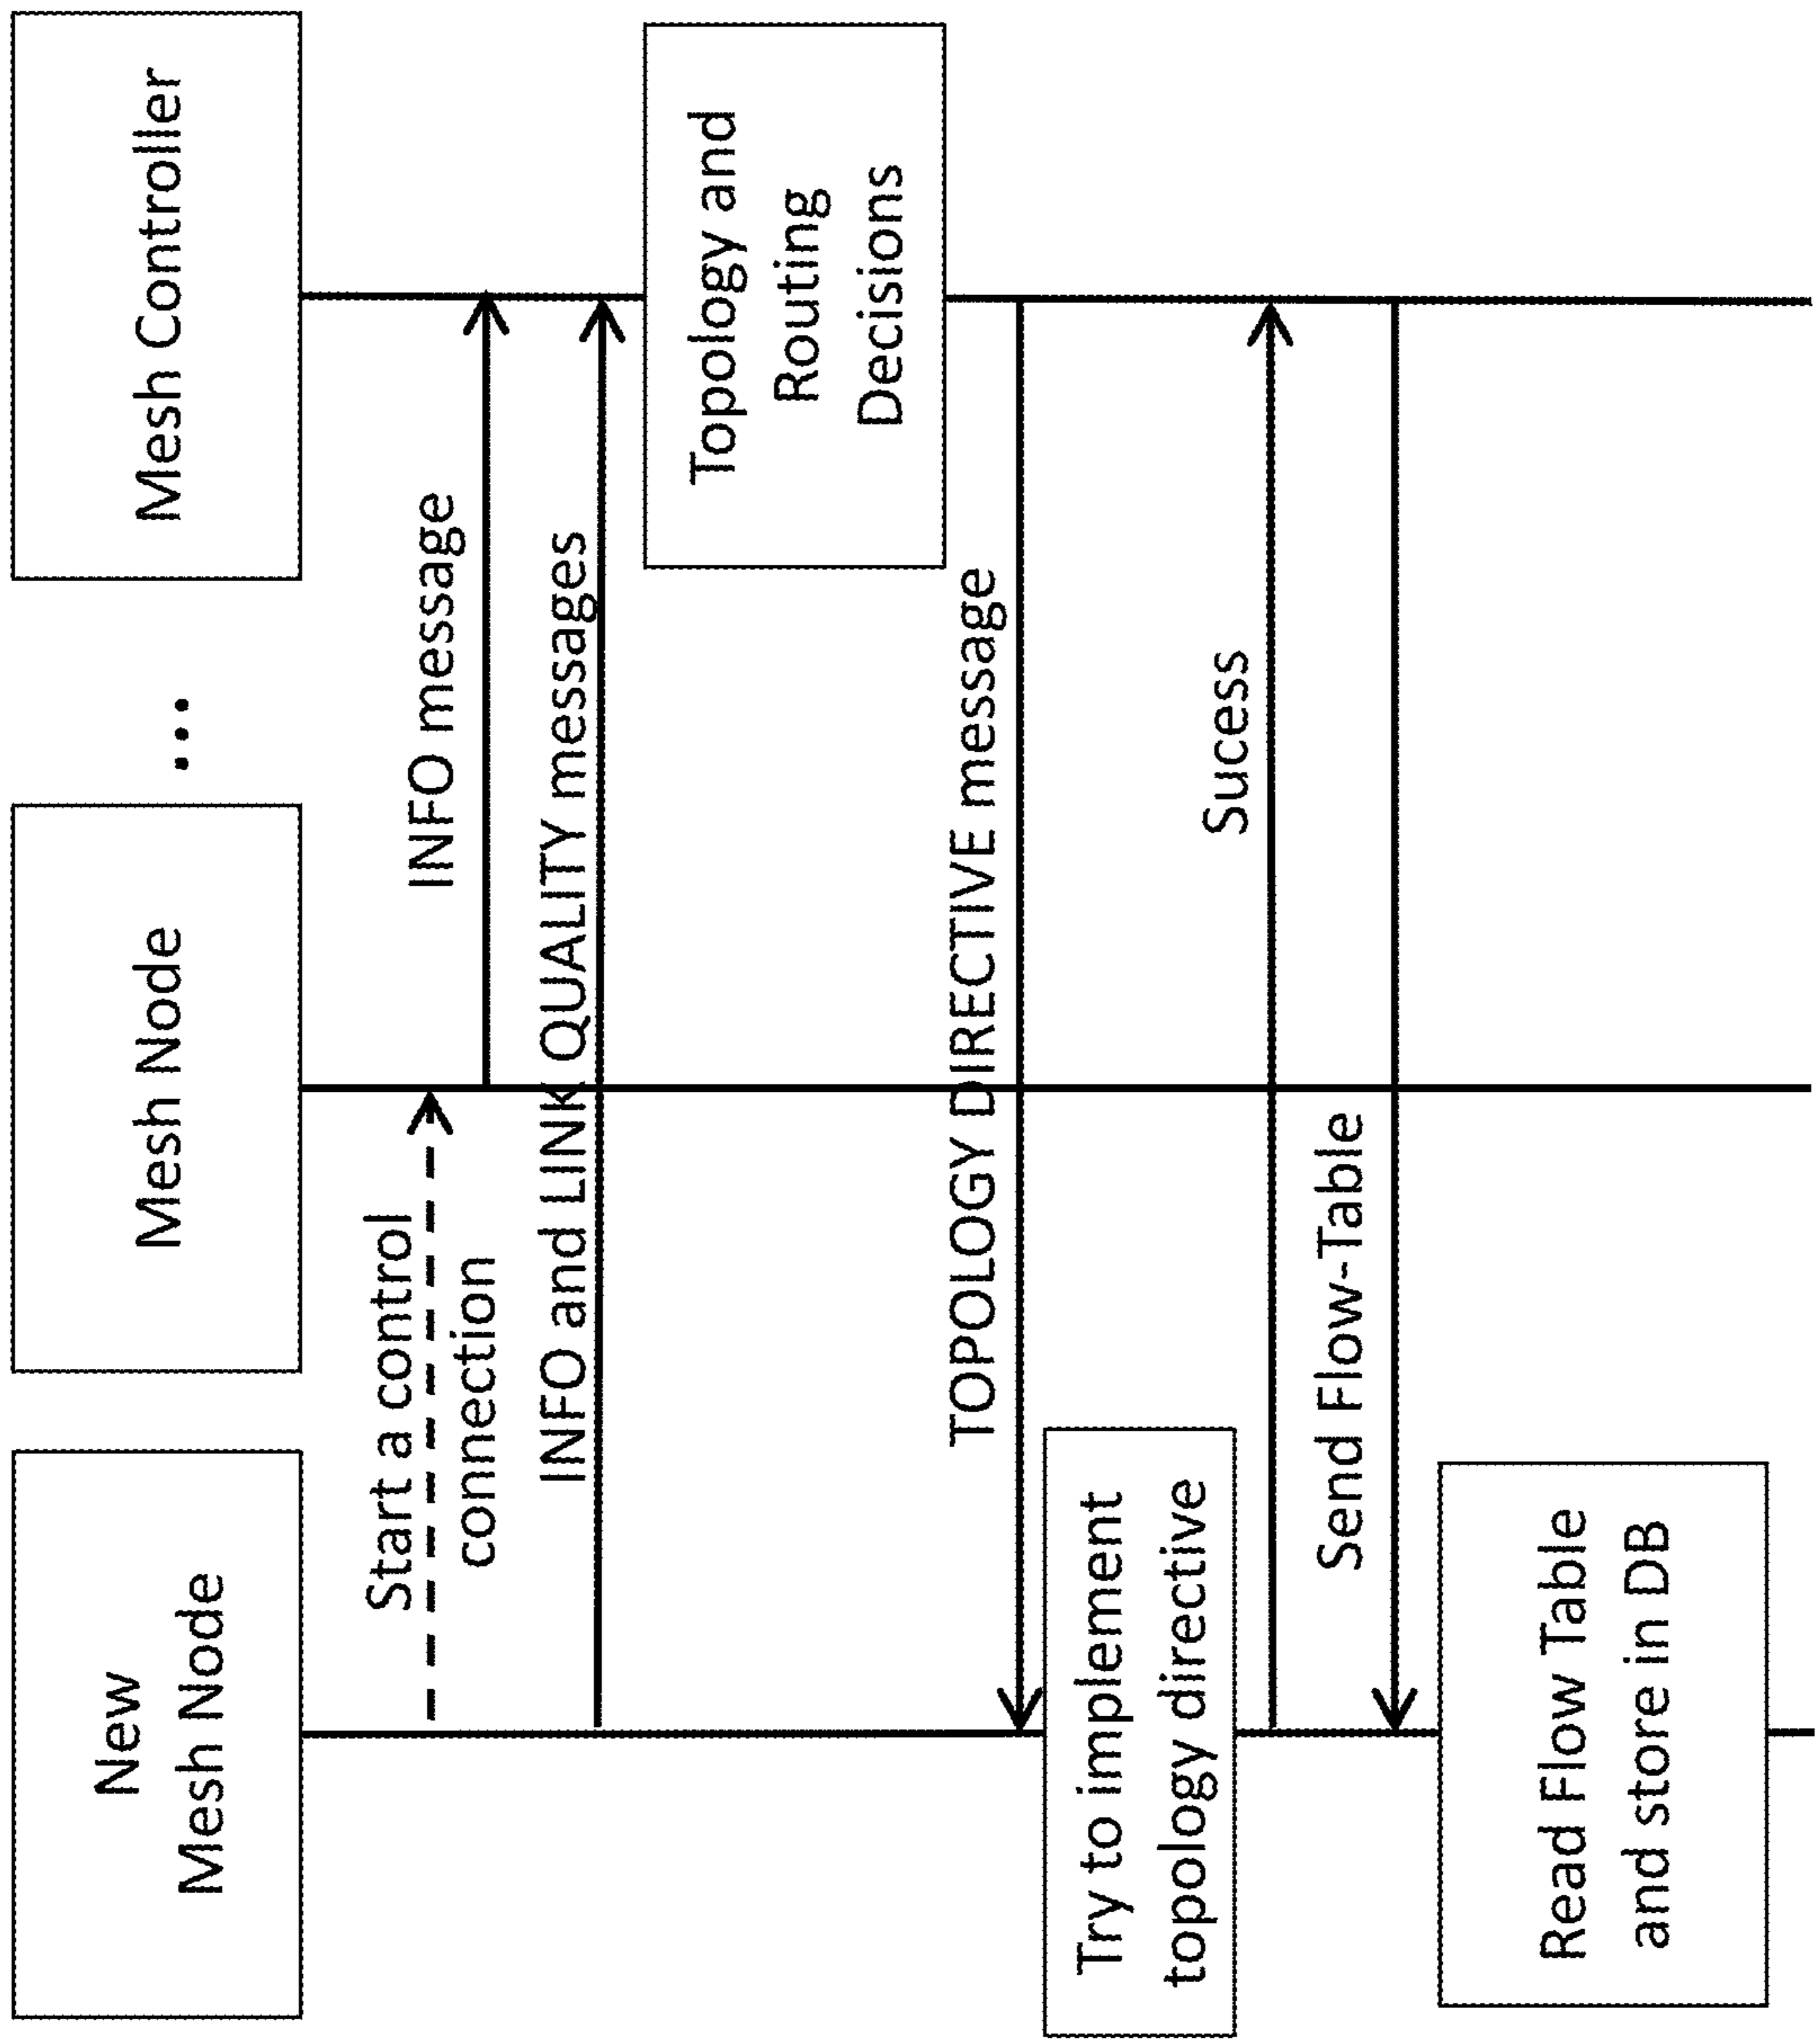 New
Mesh Node
Mesh Node
...
Mesh Controller
Start a control
connection
INFO message
INFO and LINK QUALITY messages
Topology and
Routing
Decisions
TOPOLOGY DIRECTIVE message
Try to implement
topology directive
Sucess
Send Flow-Table
Read Flow Table
and store in DB